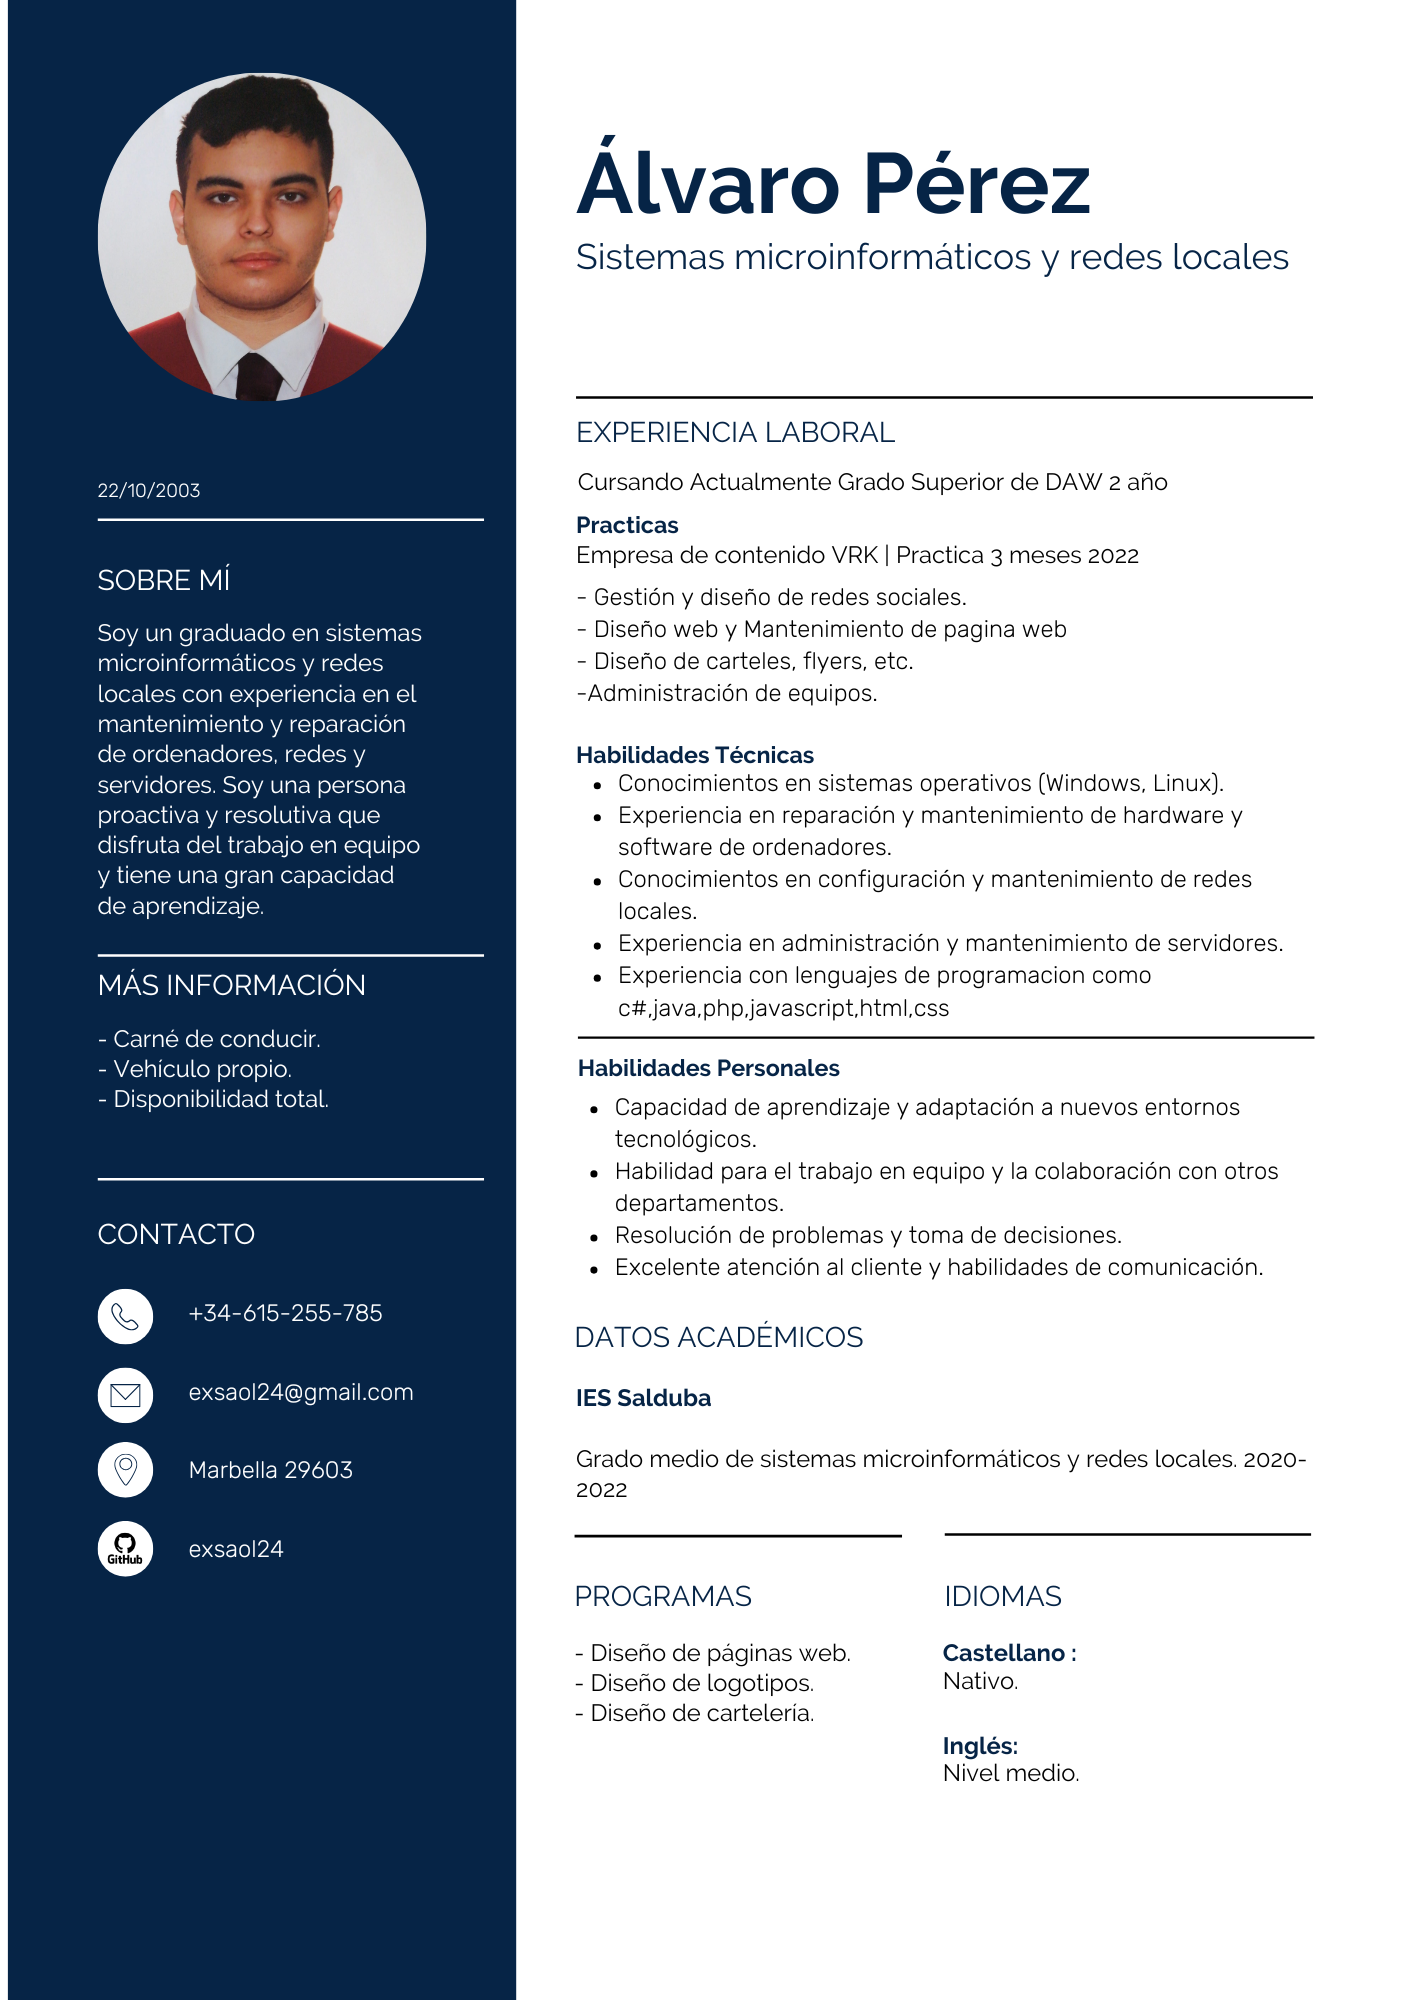 22/10/2003
SOBRE MÍ
Soy un graduado en sistemas
microinformáticos y redes
locales con experiencia en el
mantenimiento y reparación
de ordenadores, redes y
servidores. Soy una persona
proactiva y resolutiva que
disfruta del trabajo en equipo
y tiene una gran capacidad
de aprendizaje.
MÁS INFORMACIÓN
- Carné de conducir.
- Vehículo propio.
- Disponibilidad total.
CONTACTO
+34-615-255-785
exsaol24@gmail.com
Marbella 29603
GitHub
exsaol24
Álvaro Pérez
Sistemas microinformáticos y redes locales
EXPERIENCIA LABORAL
Cursando Actualmente Grado Superior de DAW 2 año
Practicas
Empresa de contenido VRK | Practica 3 meses 2022
- Gestión y diseño de redes sociales.
- Diseño web y Mantenimiento de pagina web
- Diseño de carteles, flyers, etc.
-Administración de equipos.
Habilidades Técnicas
• Conocimientos en sistemas operativos (Windows, Linux).
• Experiencia en reparación y mantenimiento de hardware y
software de ordenadores.
• Conocimientos en configuración y mantenimiento de redes
locales.
• Experiencia en administración y mantenimiento de servidores.
• Experiencia con lenguajes de programacion como
c#,java,php,javascript,html,css
Habilidades Personales
• Capacidad de aprendizaje y adaptación a nuevos entornos
tecnológicos.
• Habilidad para el trabajo en equipo y la colaboración con otros
departamentos.
• Resolución de problemas y toma de decisiones.
• Excelente atención al cliente y habilidades de comunicación.
DATOS ACADÉMICOS
IES Salduba
Grado medio de sistemas microinformáticos y redes locales. 2020-
2022
PROGRAMAS
- Diseño de páginas web.
- Diseño de logotipos.
- Diseño de cartelería.
IDIOMAS
Castellano :
Nativo.
Inglés:
Nivel medio.